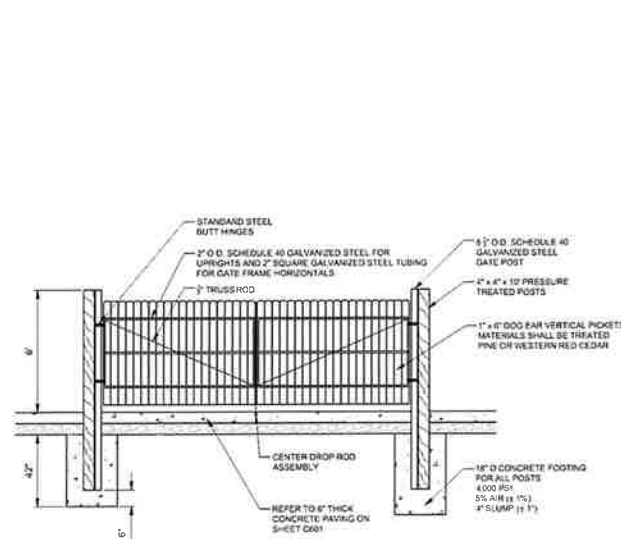 STANDARD STEEL
BUTT HINGES
2" O.D. SCHEDULE 40 GALVANIZED STEEL FOR
UPRIGHTS AND 2" SQUARE GALVANIZED STEEL TUBING
FOR GATE FRAME HORIZONTALS
TRUSS ROD
O.D. SCHEDULE 40
GALVANIZED STEEL
GATE POST
4" x 4" x 10' PRESSURE
TREATED POSTS
1" x 6" DOG EAR VERTICAL PICKETS
MATERIALS SHALL BE TREATED
PINE OR WESTERN RED CEDAR
6'
42"
6"
CENTER DROP ROD
ASSEMBLY
REFER TO 6" THICK
CONCRETE PAVING ON
SHEET C601
18" D CONCRETE FOOTING
FOR ALL POSTS
4,000 PSI
5% AIR (± 1%)
4" SLUMP (± 1")